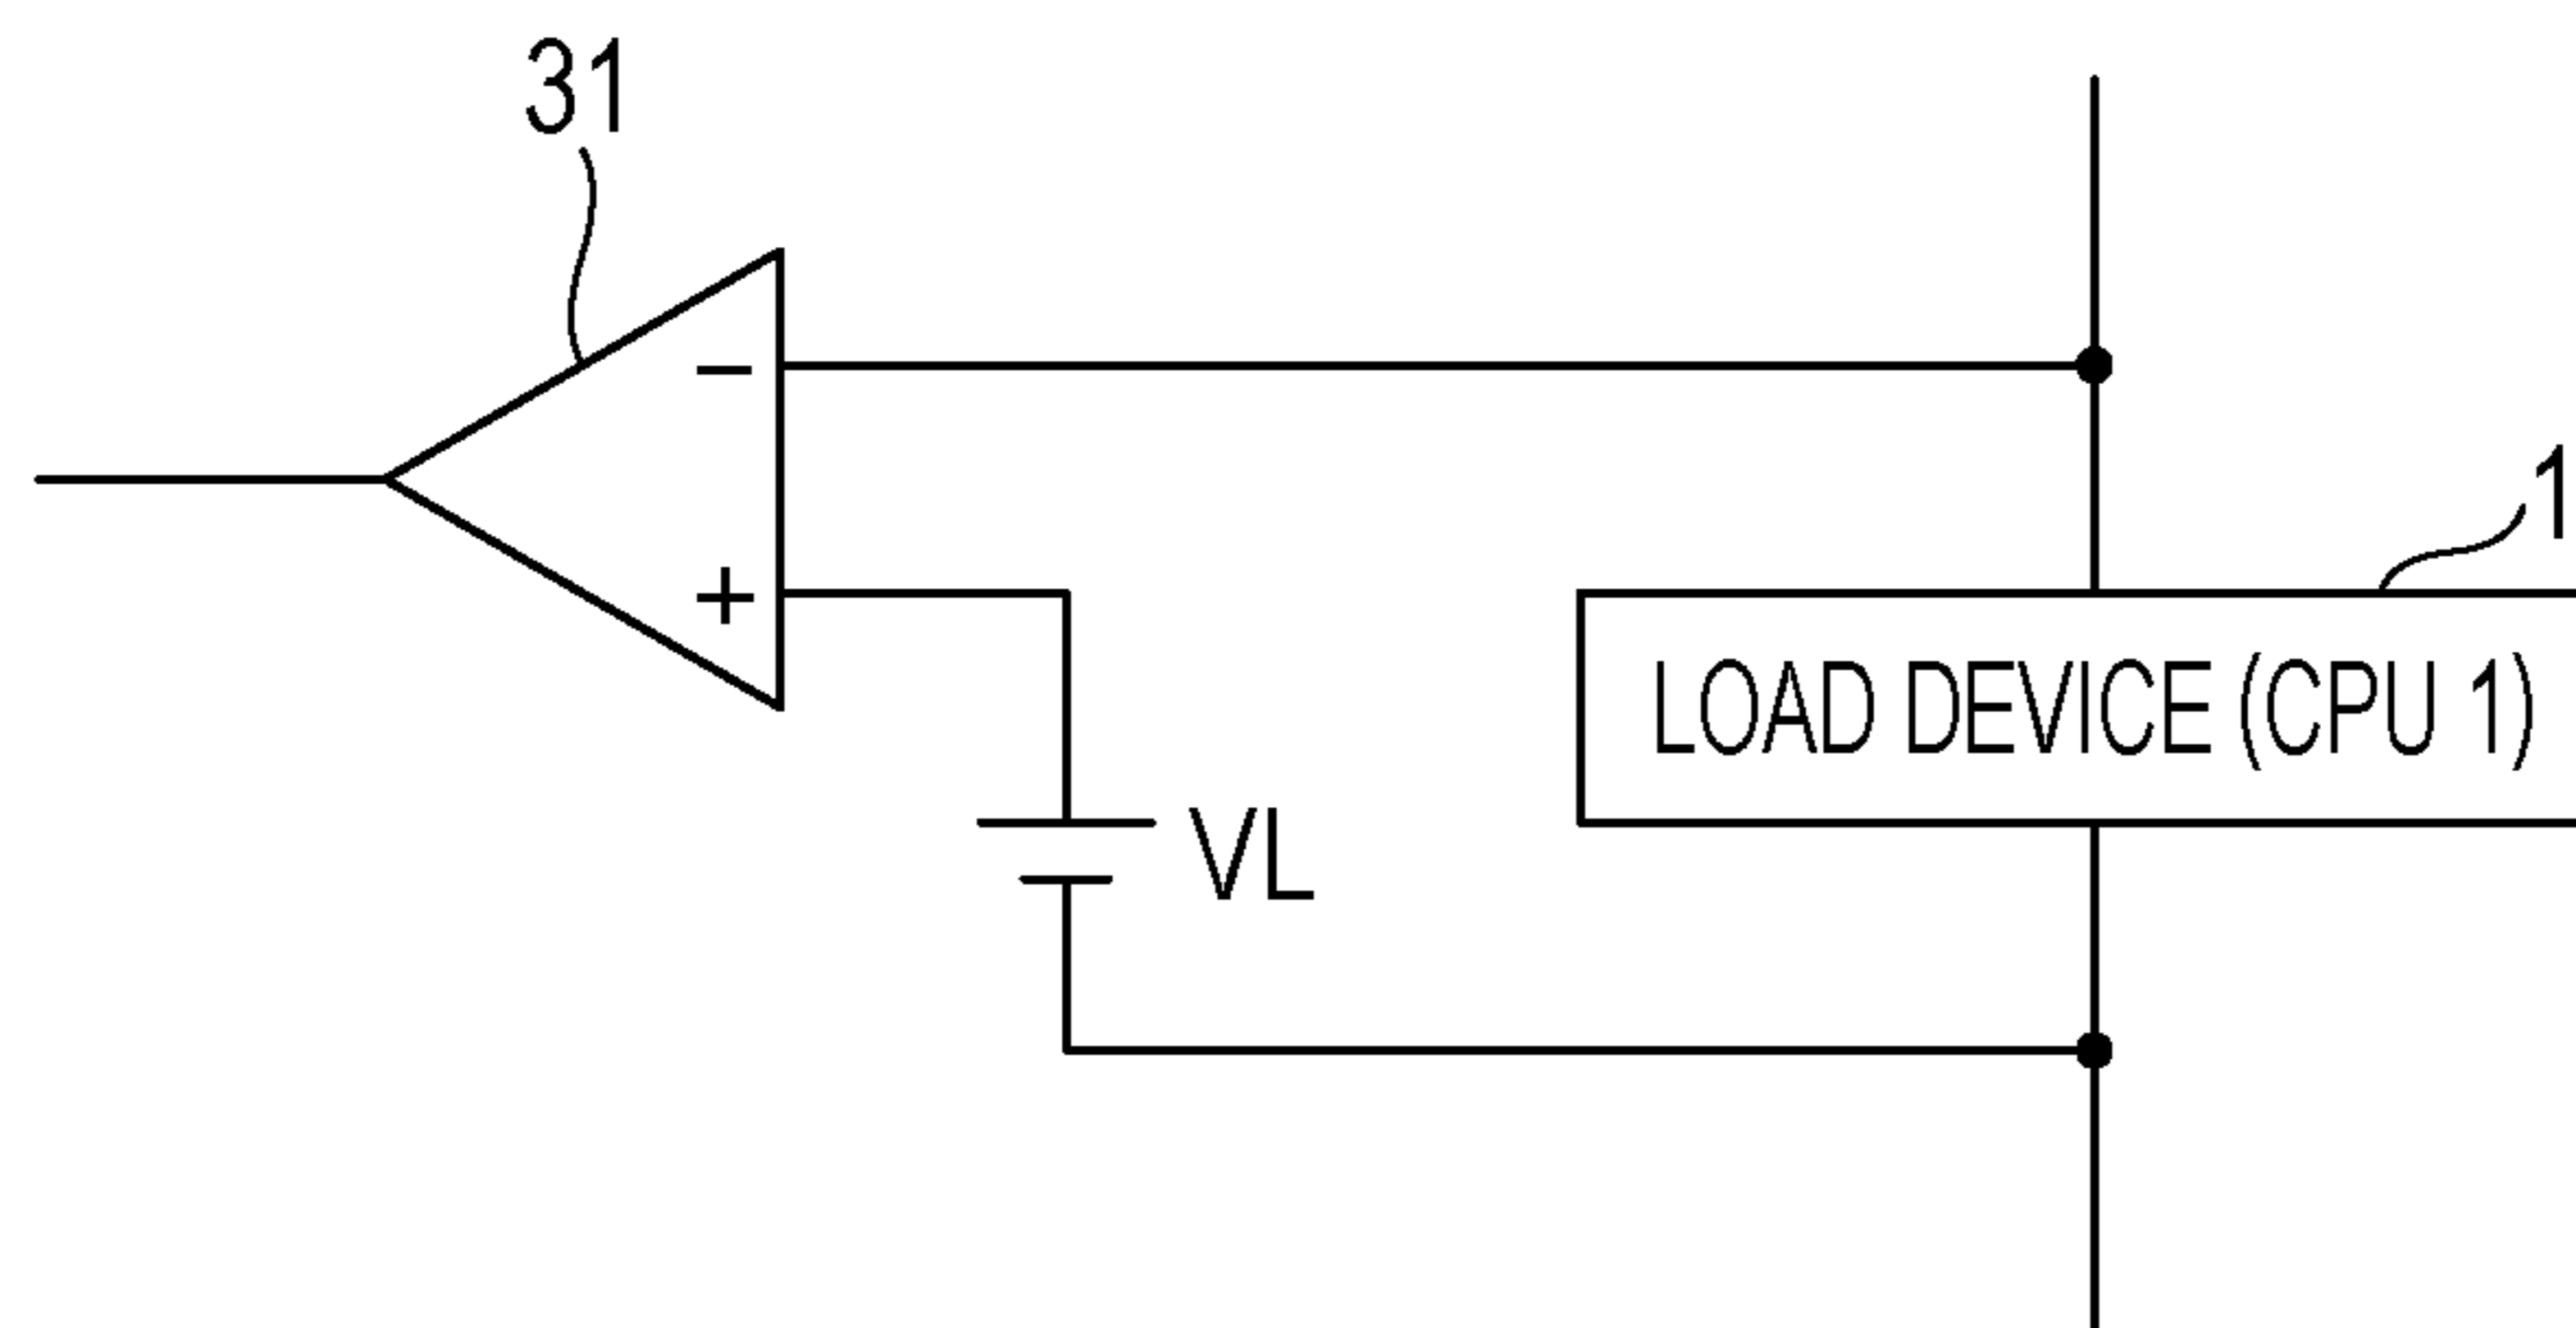 31
−
1
+
LOAD DEVICE (CPU 1)
VL